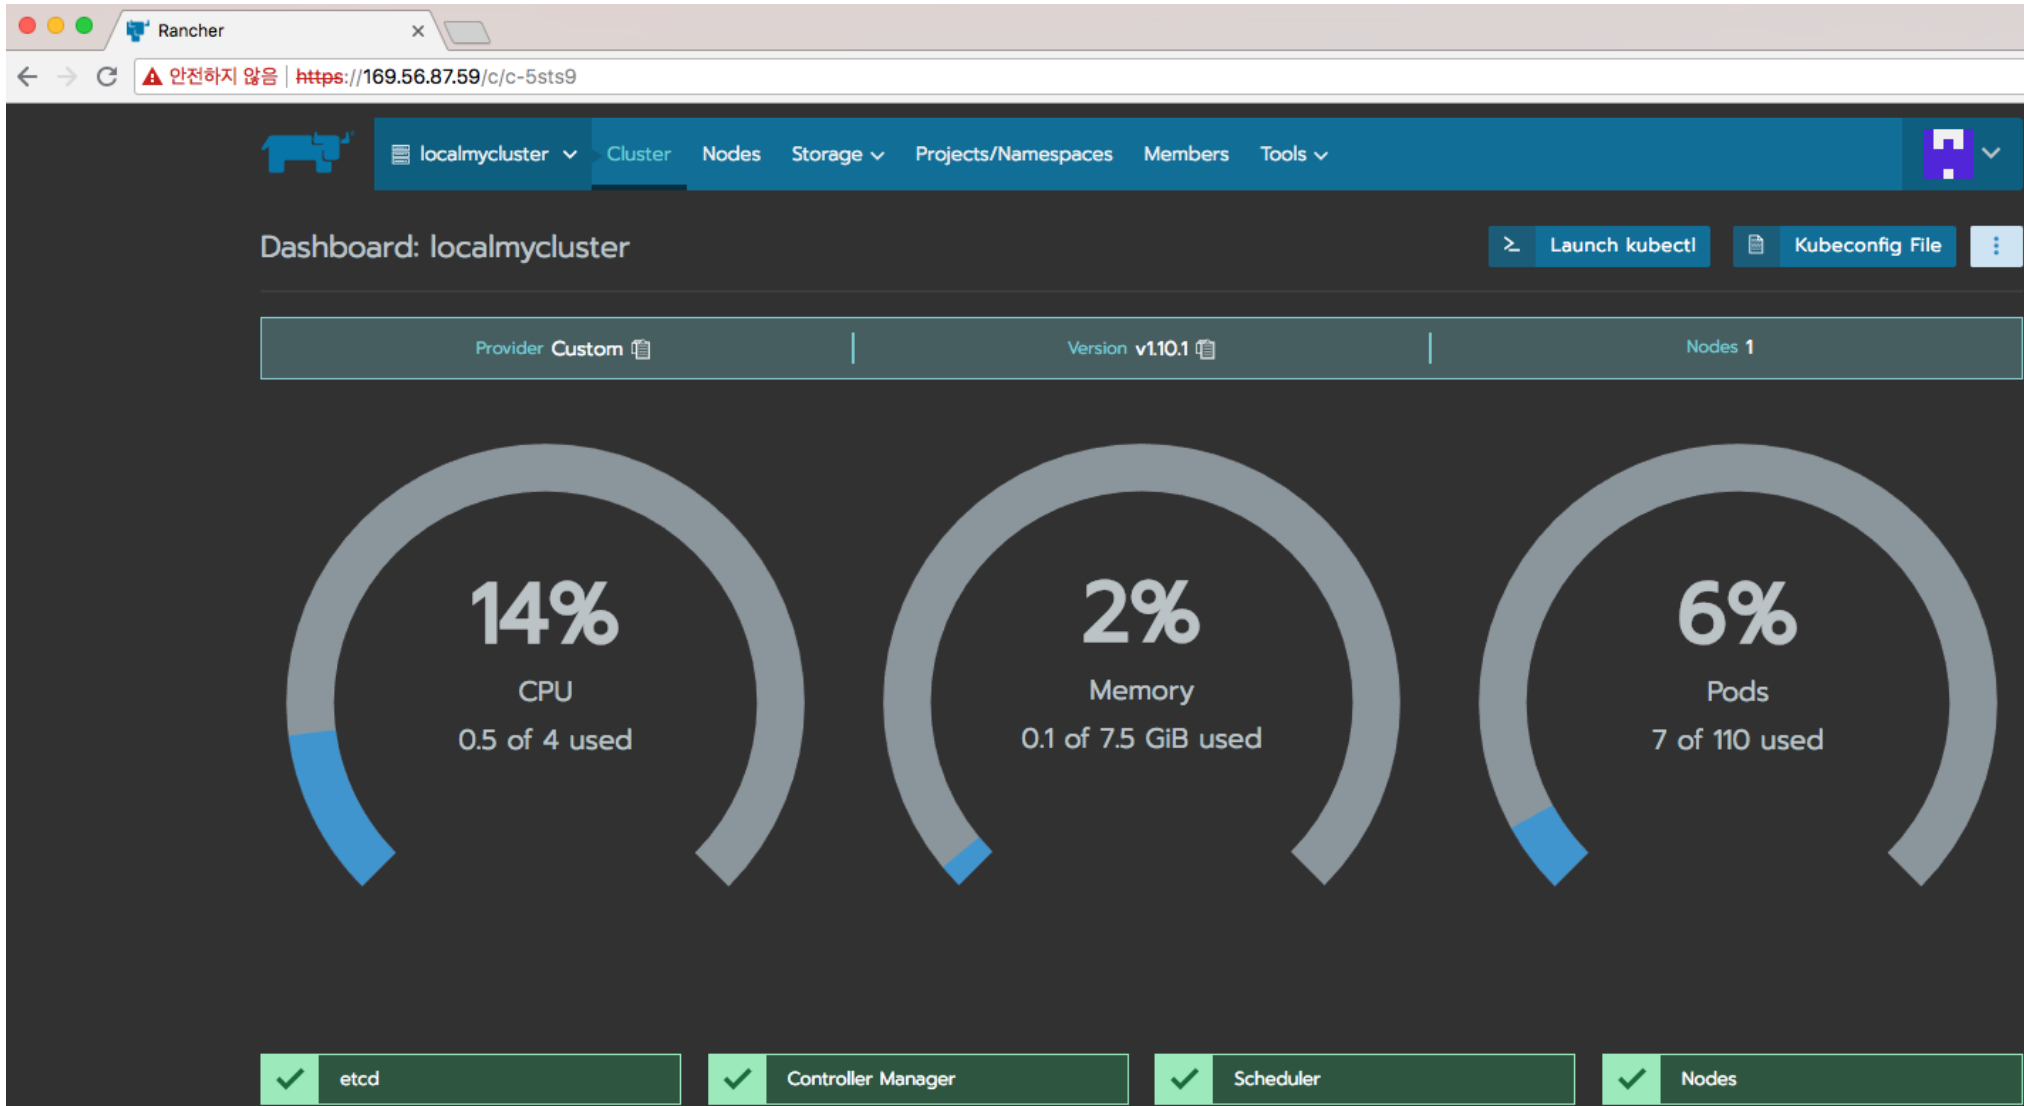 Rancher
안전하지 않음 | https://169.56.87.59/c/c-5sts9
localmycluster Cluster Nodes Storage Projects/Namespaces Members Tools
Dashboard: localmycluster
Launch kubectl Kubeconfig File
Provider Custom Version v1.10.1 Nodes 1
14% 2% 6%
CPU Memory Pods
0.5 of 4 used 0.1 of 7.5 GiB used 7 of 110 used
etcd Controller Manager Scheduler Nodes